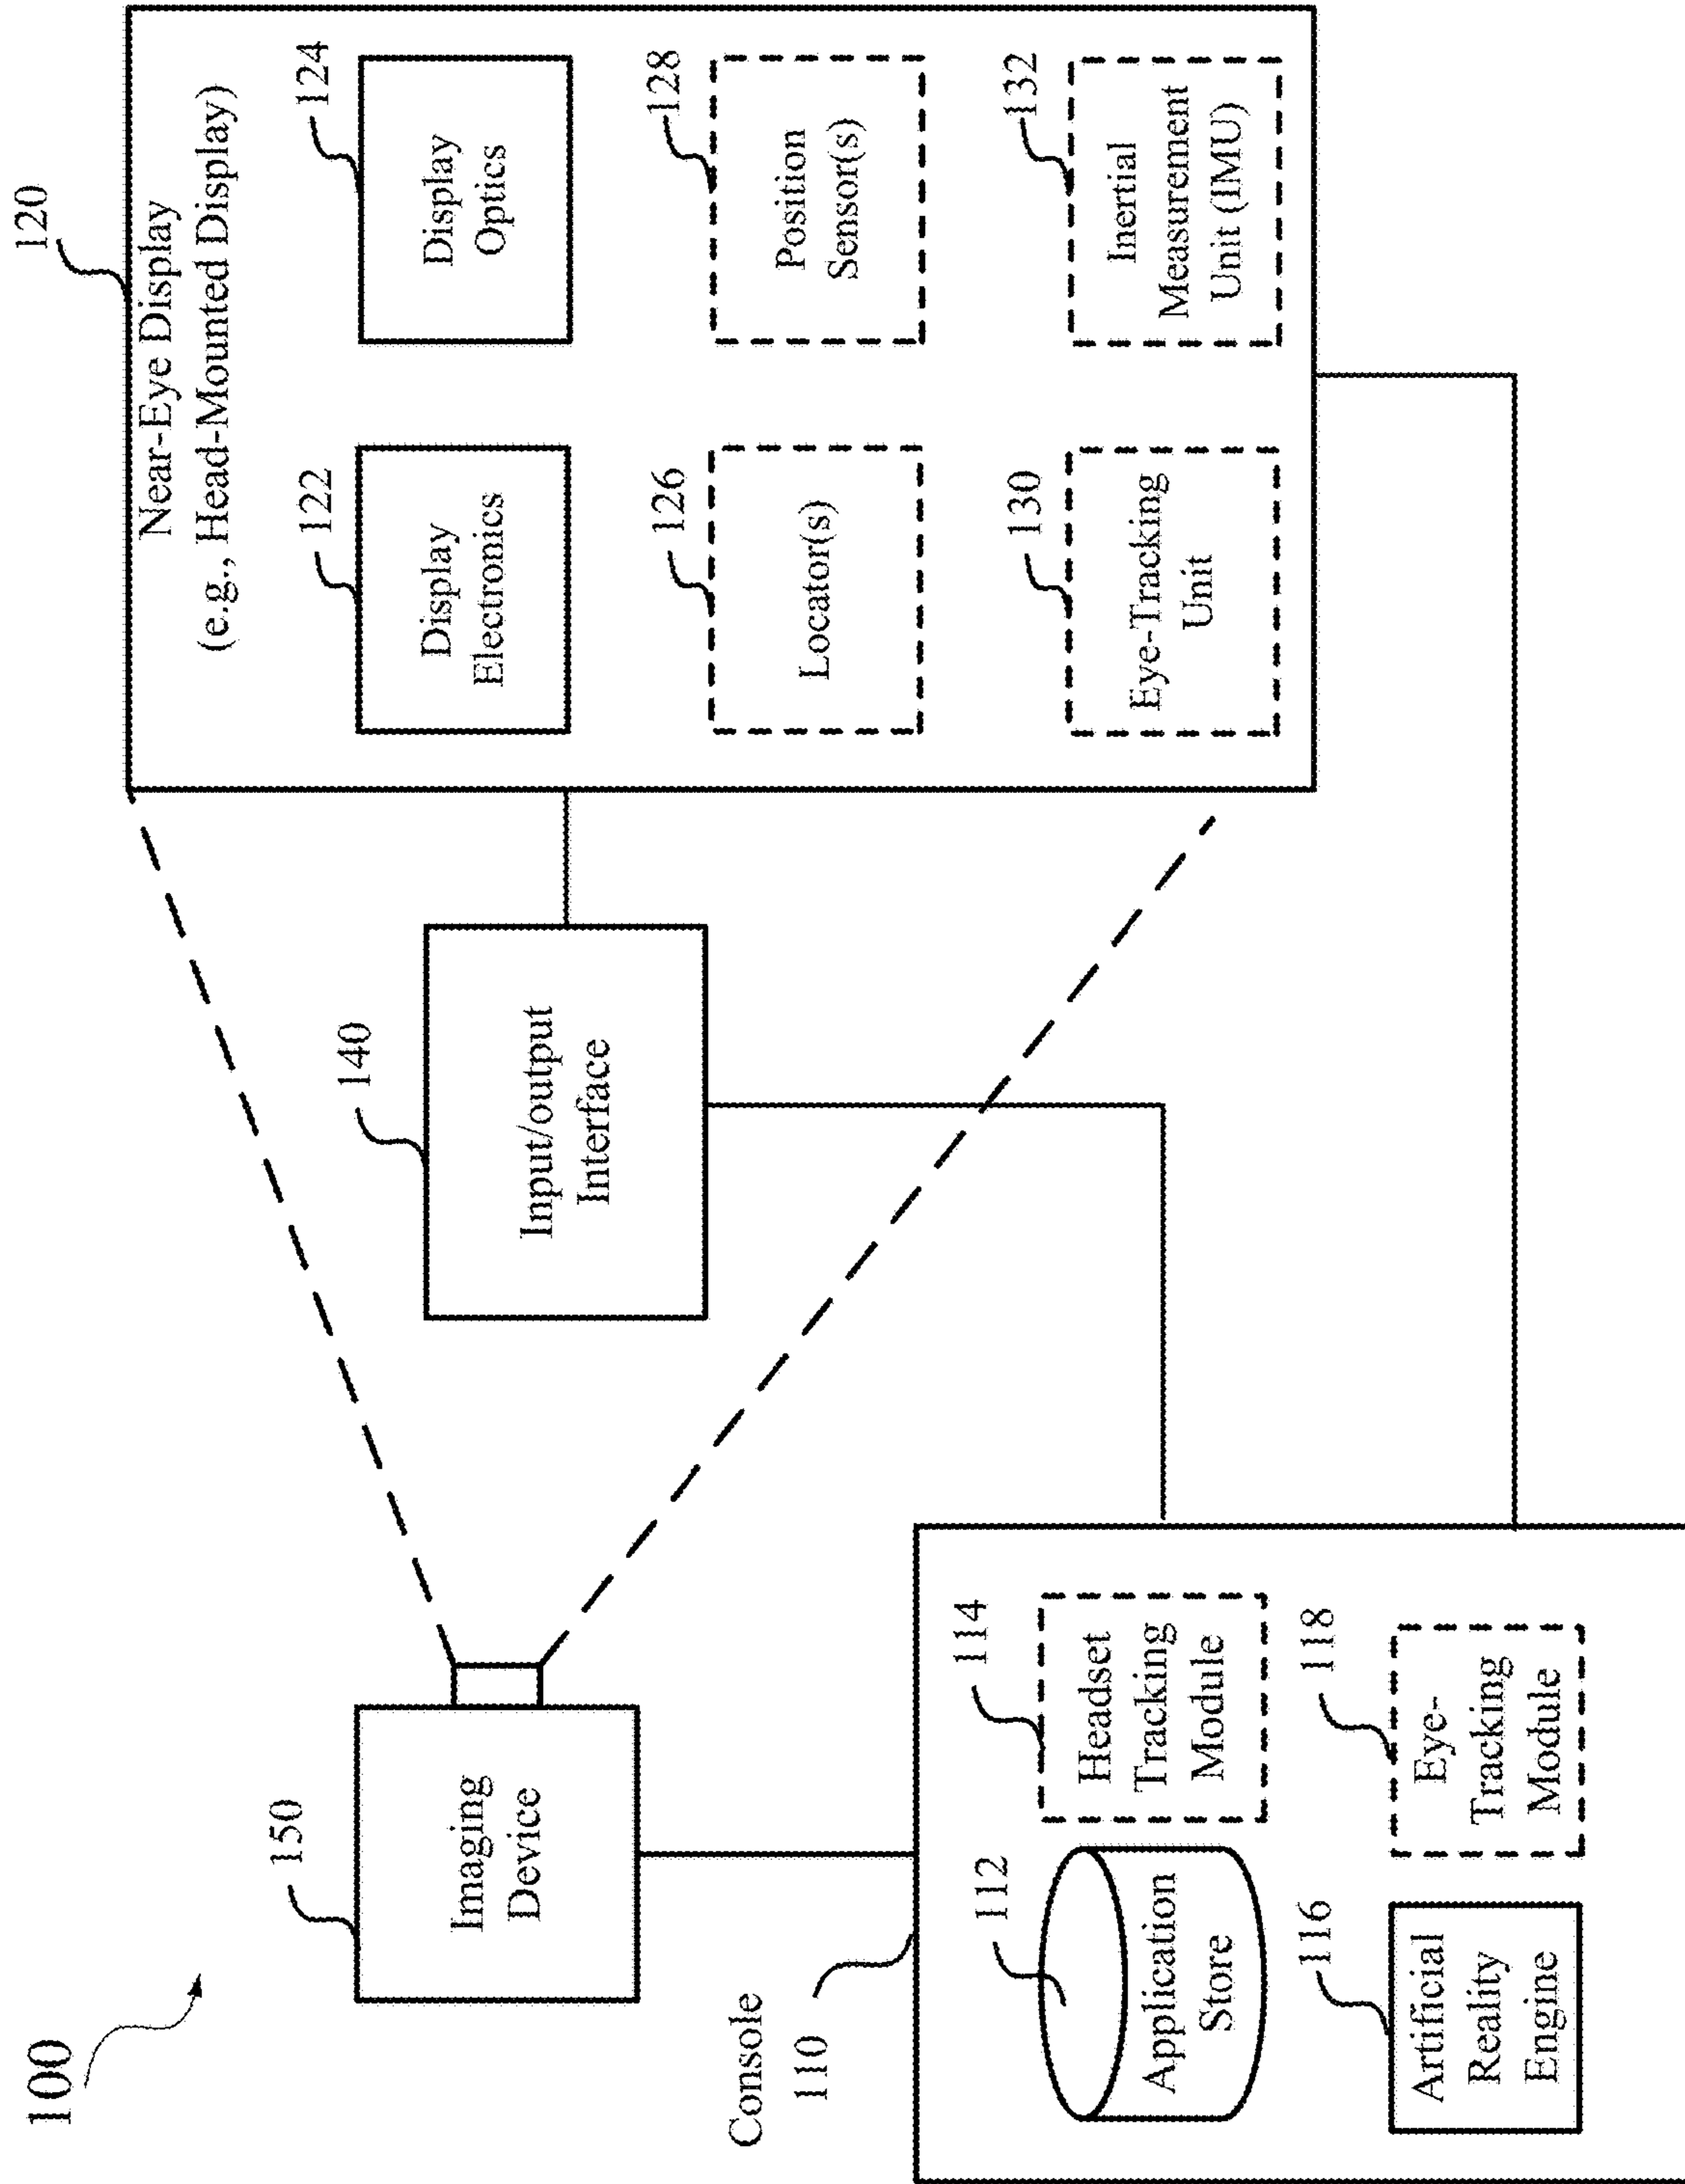 100
150
Imaging
Device
140
Input/output
Interface
120
Near-Eye Display
(e.g., Head-Mounted Display)
122
Display
Electronics
124
Display
Optics
126
Locator(s)
128
Position
Sensor(s)
130
Eye-Tracking
Unit
132
Inertial
Measurement
Unit (IMU)
Console
110
112
Application
Store
114
Headset
Tracking
Module
116
Artificial
Reality
Engine
118
Eye-
Tracking
Module